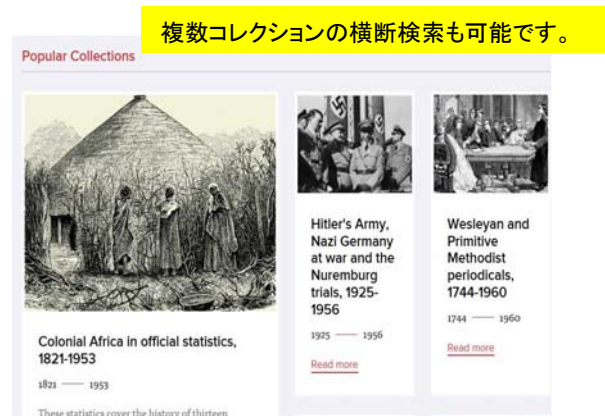 複数コレクションの横断検索も可能です。
Popular Collections
Colonial Africa in official statistics,
1821-1953
1821 — 1953
These statistics cover the history of thirteen
Hitler's Army,
Nazi Germany
at war and the
Nuremburg
trials, 1925-
1956
1925 — 1956
Read more
Wesleyan and
Primitive
Methodist
periodicals,
1744-1960
1744 — 1960
Read more